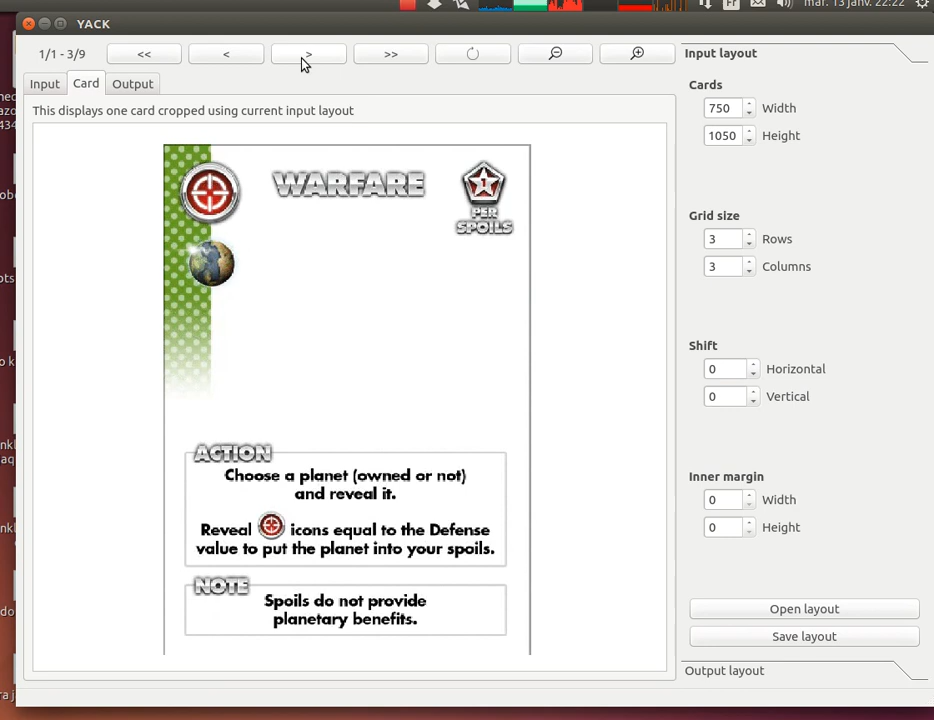 Fr
mar. 13 janv. 22:22
YACK
1/1 - 3/9
<<
<
>
>>
Input layout
Input
Card
Output
This displays one card cropped using current input layout
Cards
750
Width
1050
Height
WARFARE
1
PER
SPOILS
Grid size
3
Rows
3
Columns
Shift
0
Horizontal
0
Vertical
ACTION
Choose a planet (owned or not)
and reveal it.
Reveal icons equal to the Defense
value to put the planet into your spoils.
Inner margin
0
Width
0
Height
NOTE
Spoils do not provide
planetary benefits.
Open layout
Save layout
Output layout